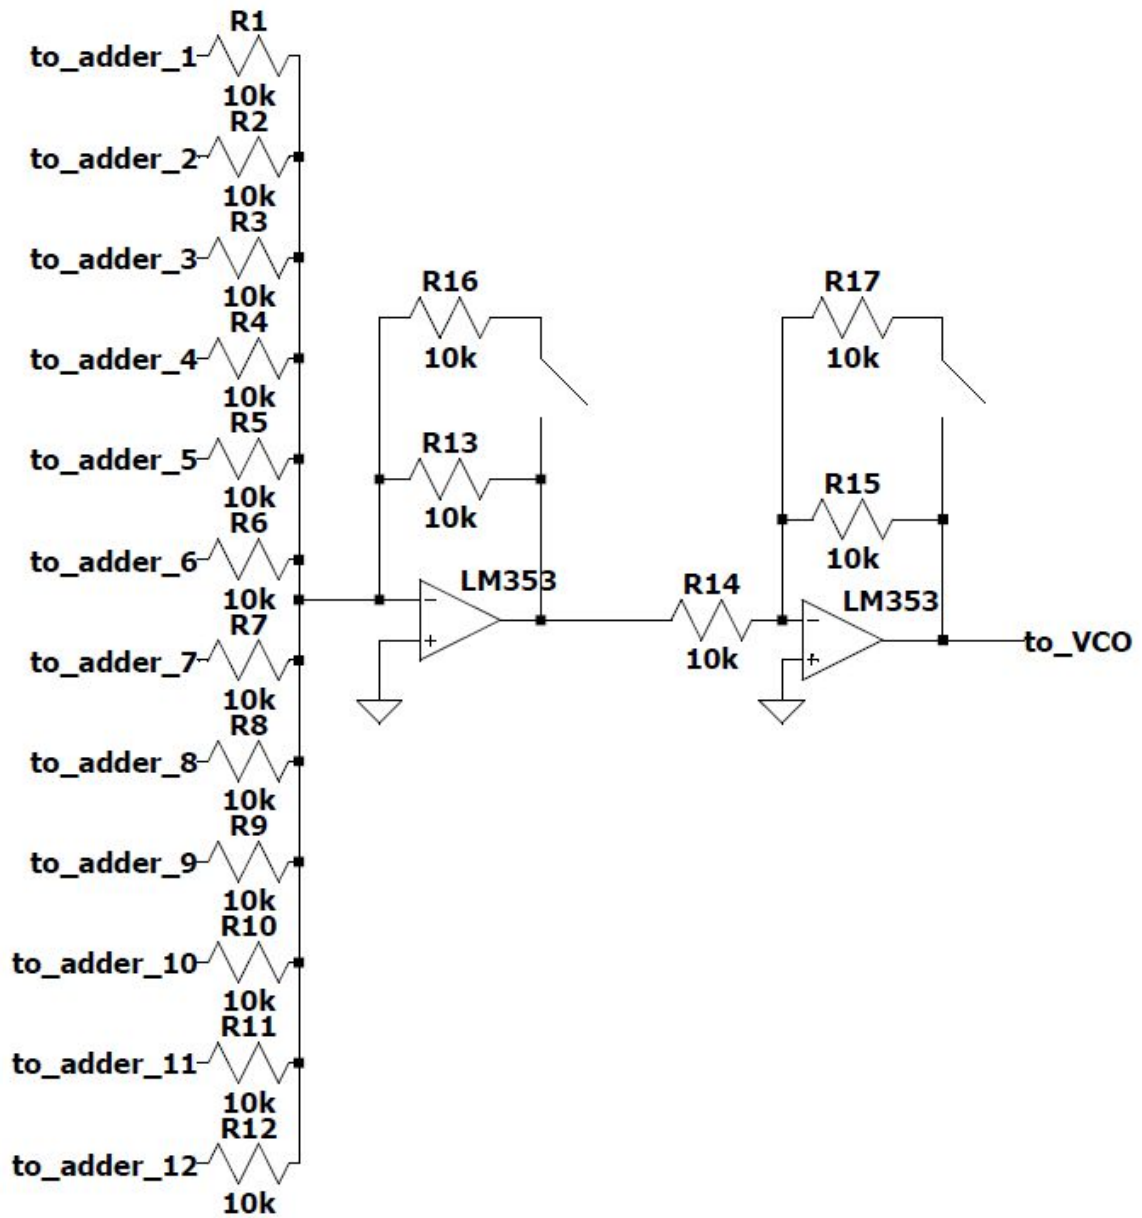 R1
to_adder_1
10k
R2
to_adder_2
10k
R3
to_adder_3
10k
R4
to_adder_4
10k
R5
to_adder_5
10k
R6
to_adder_6
10k
R7
to_adder_7
10k
R8
to_adder_8
10k
R9
to_adder_9
10k
R10
to_adder_10
10k
R11
to_adder_11
10k
R12
to_adder_12
10k
R16
10k
R13
10k
LM353
R14
10k
R17
10k
R15
10k
LM353
to_VCO